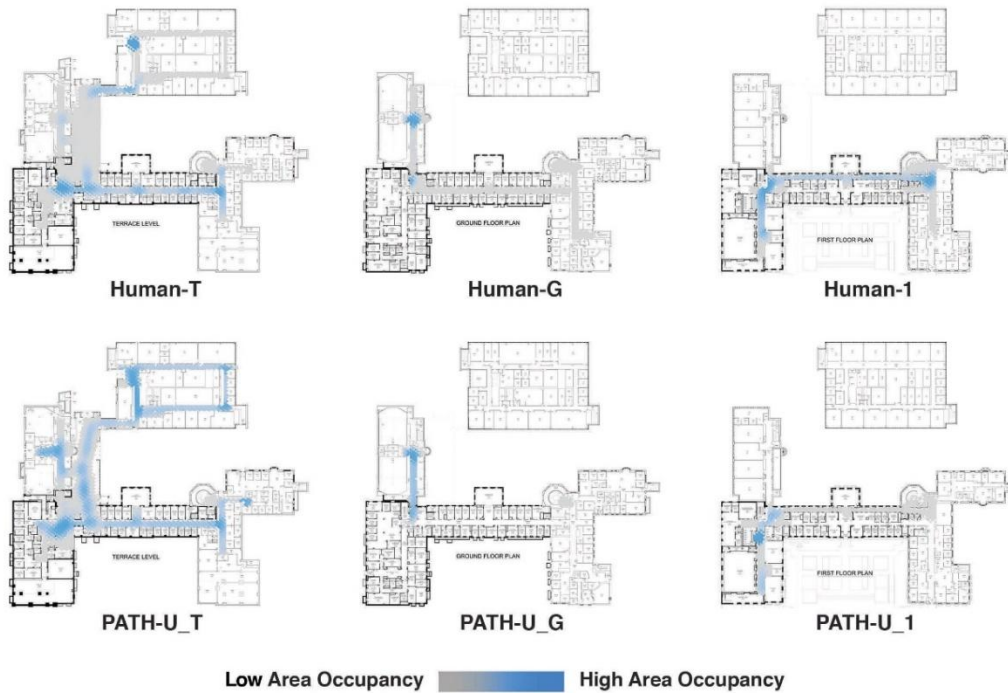 TERRACE LEVEL
GROUND FLOOR PLAN
FIRST FLOOR PLAN
Human-T
Human-G
Human-1
TERRACE LEVEL
GROUND FLOOR PLAN
FIRST FLOOR PLAN
PATH-U_T
PATH-U_G
PATH-U_1
Low Area Occupancy
High Area Occupancy